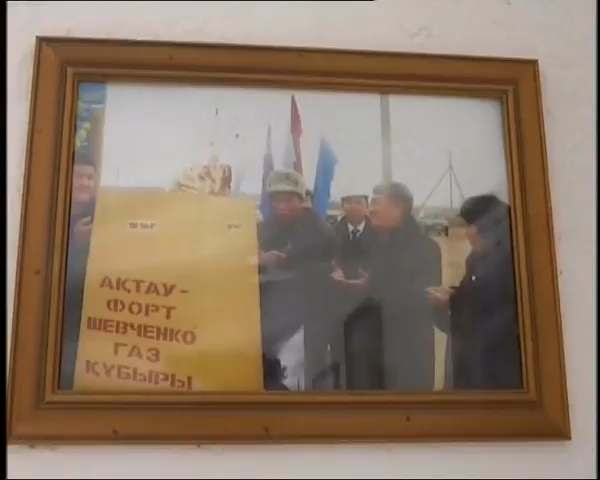 АҚТАУ-
ФОРТ
ШЕВЧЕНКО
ГАЗ
ҚҰБЫРЫ